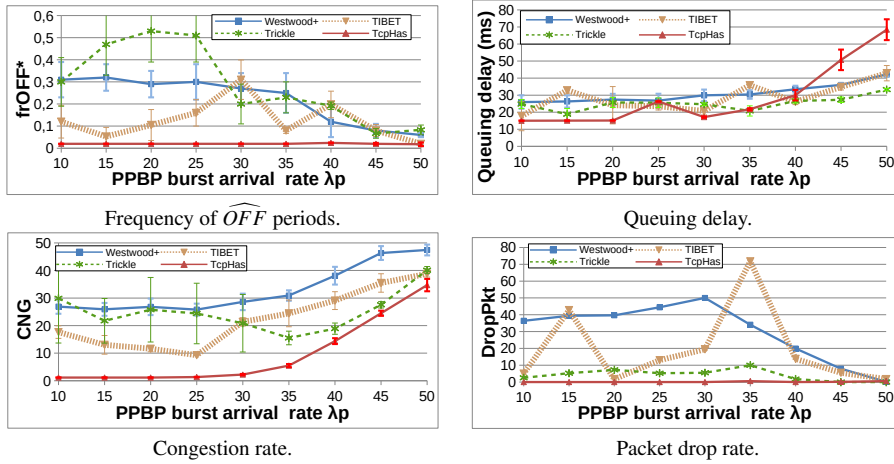 Westwood+ TIBET
Trickle TcpHas
frOFF*
0,6
0,5
0,4
0,3
0,2
0,1
0
10 15 20 25 30 35 40 45 50
PPBP burst arrival rate λp
Frequency of \widehat{OFF} periods.
Westwood+ TIBET
Trickle TcpHas
Queuing delay (ms)
80
70
60
50
40
30
20
10
0
10 15 20 25 30 35 40 45 50
PPBP burst arrival rate λp
Queuing delay.
Westwood+ TIBET
Trickle TcpHas
CNG
50
40
30
20
10
0
10 15 20 25 30 35 40 45 50
PPBP burst arrival rate λp
Congestion rate.
Westwood+ TIBET
Trickle TcpHas
DropPkt
80
70
60
50
40
30
20
10
0
10 15 20 25 30 35 40 45 50
PPBP burst arrival rate λp
Packet drop rate.